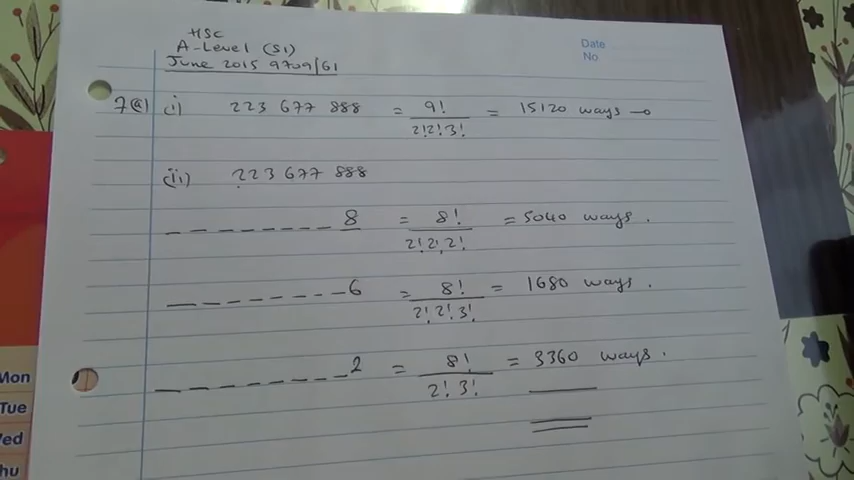 HSC
A-Level (S1)
June 2015 9709/61
Date
No
7(a) (i) 223 677 888 = 9!/2!2!3! = 15120 ways
(ii) 223 677 888
_ _ _ _ _ _ _ _ 8 = 8!/2!2!2! = 5040 ways.
_ _ _ _ _ _ _ _ 6 = 8!/2!2!3! = 1680 ways.
_ _ _ _ _ _ _ _ 2 = 8!/2!3! = 3360 ways.
Mon
Tue
Wed
Thu